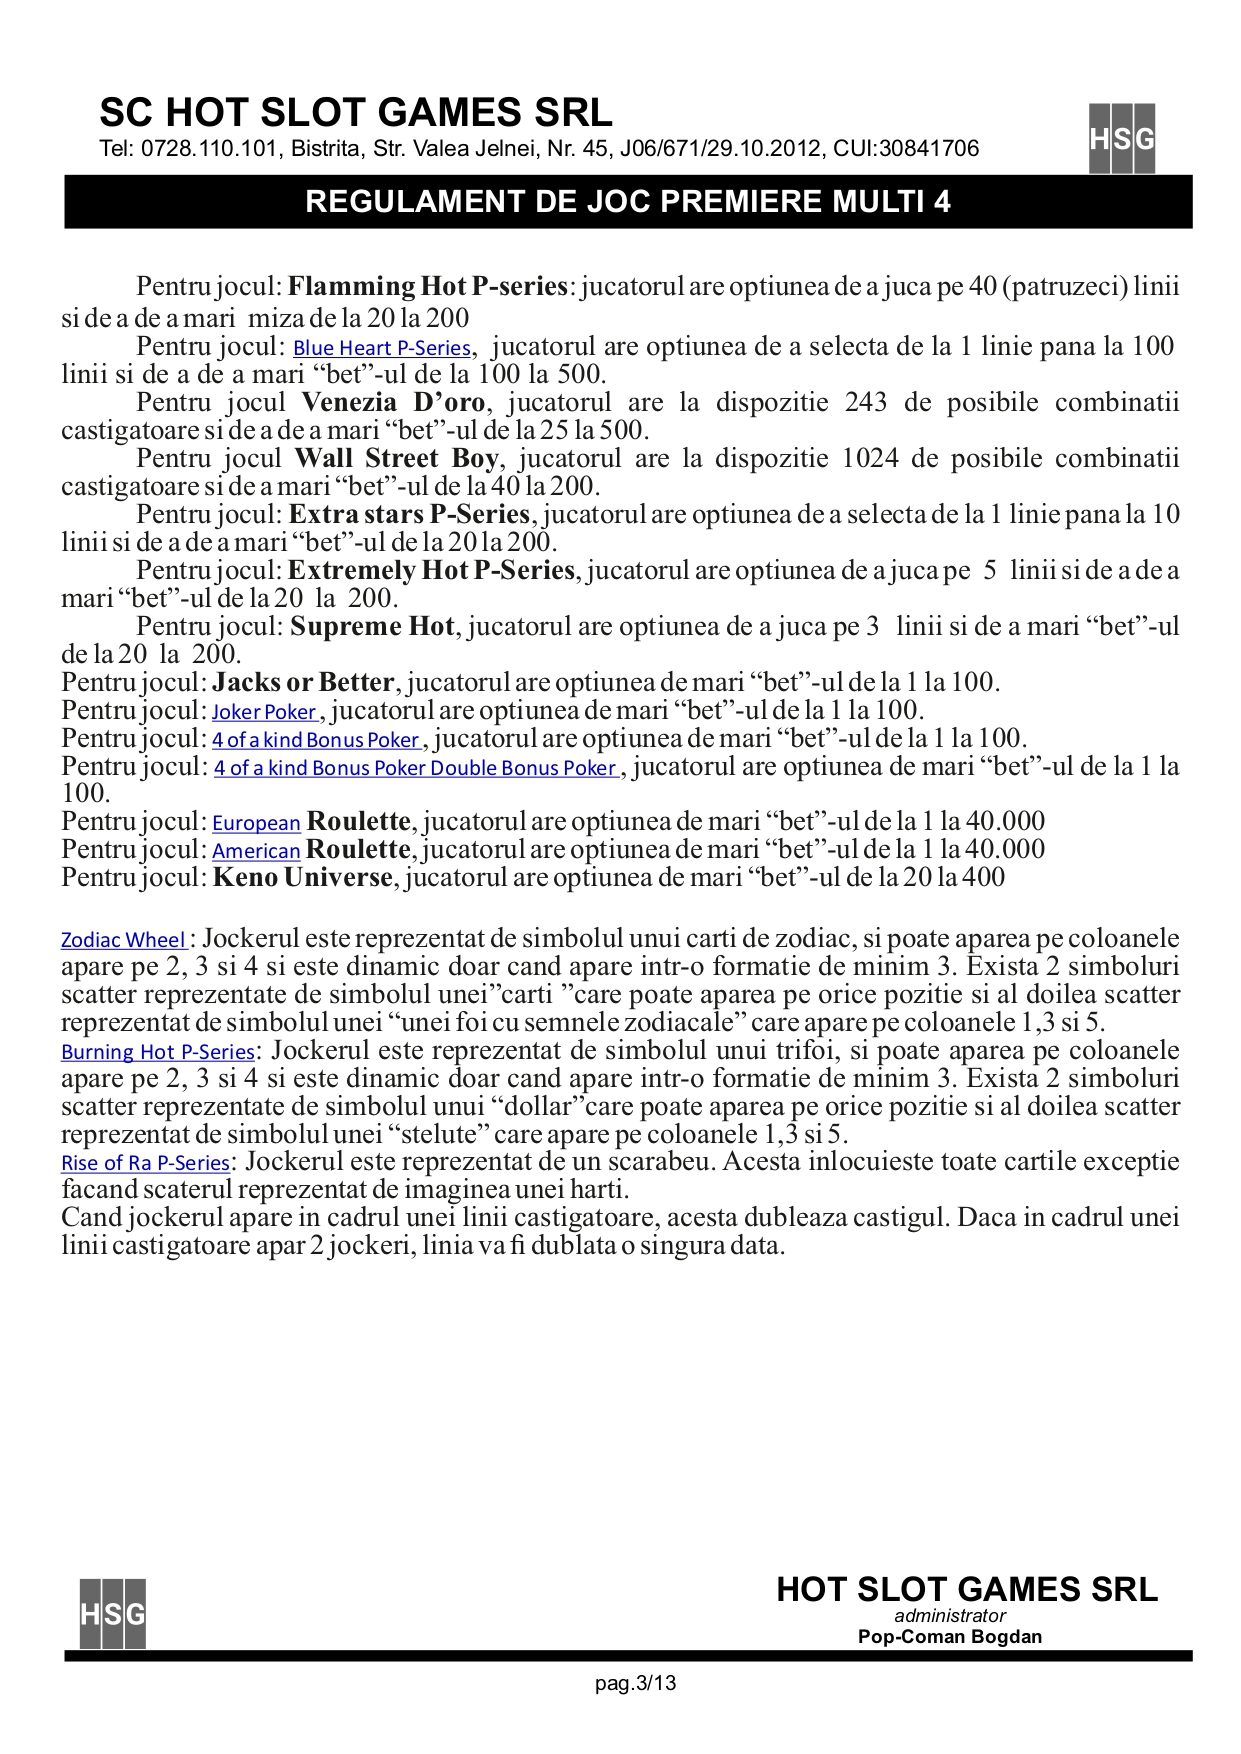 SC HOT SLOT GAMES SRL
Tel: 0728.110.101, Bistrita, Str. Valea Jelnei, Nr. 45, J06/671/29.10.2012, CUI:30841706
HSG
REGULAMENT DE JOC PREMIERE MULTI 4
Pentru jocul: Flamming Hot P-series: jucatorul are optiunea de a juca pe 40 (patruzeci) linii
si de a de a mari miza de la 20 la 200
Pentru jocul: Blue Heart P-Series, jucatorul are optiunea de a selecta de la 1 linie pana la 100
linii si de a de a mari “bet”-ul de la 100 la 500.
Pentru jocul Venezia D’oro, jucatorul are la dispozitie 243 de posibile combinatii
castigatoare si de a de a mari “bet”-ul de la 25 la 500.
Pentru jocul Wall Street Boy, jucatorul are la dispozitie 1024 de posibile combinatii
castigatoare si de a mari “bet”-ul de la 40 la 200.
Pentru jocul: Extra stars P-Series, jucatorul are optiunea de a selecta de la 1 linie pana la 10
linii si de a de a mari “bet”-ul de la 20 la 200.
Pentru jocul: Extremely Hot P-Series, jucatorul are optiunea de a juca pe 5 linii si de a de a
mari “bet”-ul de la 20 la 200.
Pentru jocul: Supreme Hot, jucatorul are optiunea de a juca pe 3 linii si de a mari “bet”-ul
de la 20 la 200.
Pentru jocul: Jacks or Better, jucatorul are optiunea de mari “bet”-ul de la 1 la 100.
Pentru jocul: Joker Poker , jucatorul are optiunea de mari “bet”-ul de la 1 la 100.
Pentru jocul: 4 of a kind Bonus Poker , jucatorul are optiunea de mari “bet”-ul de la 1 la 100.
Pentru jocul: 4 of a kind Bonus Poker Double Bonus Poker , jucatorul are optiunea de mari “bet”-ul de la 1 la
100.
Pentru jocul: European Roulette, jucatorul are optiunea de mari “bet”-ul de la 1 la 40.000
Pentru jocul: American Roulette, jucatorul are optiunea de mari “bet”-ul de la 1 la 40.000
Pentru jocul: Keno Universe, jucatorul are optiunea de mari “bet”-ul de la 20 la 400
Zodiac Wheel : Jockerul este reprezentat de simbolul unui carti de zodiac, si poate aparea pe coloanele
apare pe 2, 3 si 4 si este dinamic doar cand apare intr-o formatie de minim 3. Exista 2 simboluri
scatter reprezentate de simbolul unei”carti ”care poate aparea pe orice pozitie si al doilea scatter
reprezentat de simbolul unei “unei foi cu semnele zodiacale” care apare pe coloanele 1,3 si 5.
Burning Hot P-Series: Jockerul este reprezentat de simbolul unui trifoi, si poate aparea pe coloanele
apare pe 2, 3 si 4 si este dinamic doar cand apare intr-o formatie de minim 3. Exista 2 simboluri
scatter reprezentate de simbolul unui “dollar”care poate aparea pe orice pozitie si al doilea scatter
reprezentat de simbolul unei “stelute” care apare pe coloanele 1,3 si 5.
Rise of Ra P-Series: Jockerul este reprezentat de un scarabeu. Acesta inlocuieste toate cartile exceptie
facand scaterul reprezentat de imaginea unei harti.
Cand jockerul apare in cadrul unei linii castigatoare, acesta dubleaza castigul. Daca in cadrul unei
linii castigatoare apar 2 jockeri, linia va fi dublata o singura data.
HSG
HOT SLOT GAMES SRL
administrator
Pop-Coman Bogdan
pag.3/13